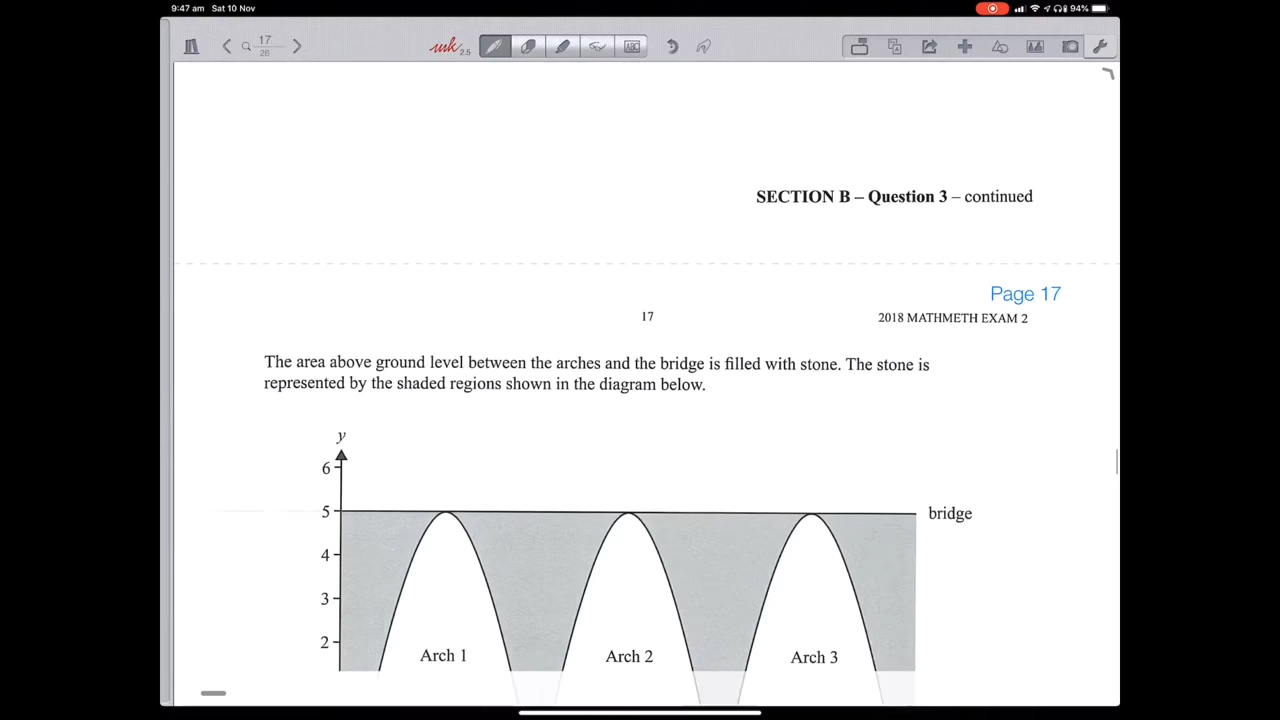 9:47 am Sat 10 Nov
94%
17
26
2.5
ABC
SECTION B – Question 3 – continued
Page 17
17
2018 MATHMETH EXAM 2
The area above ground level between the arches and the bridge is filled with stone. The stone is
represented by the shaded regions shown in the diagram below.
y
6
5
bridge
4
3
2
Arch 1
Arch 2
Arch 3